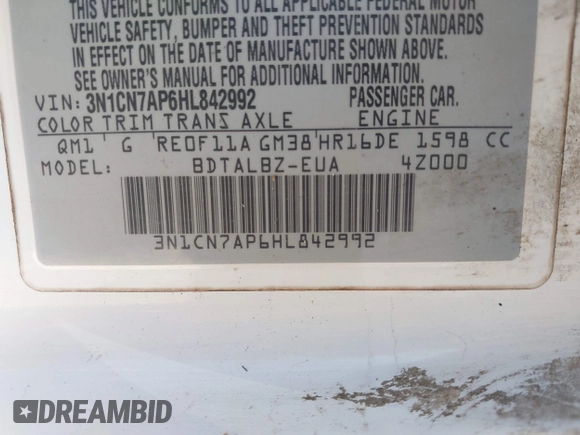 THIS VEHICLE CONFORMS TO ALL APPLICABLE FEDERAL MOTOR
VEHICLE SAFETY, BUMPER AND THEFT PREVENTION STANDARDS
IN EFFECT ON THE DATE OF MANUFACTURE SHOWN ABOVE.
SEE OWNER'S MANUAL FOR ADDITIONAL INFORMATION.
VIN: 3N1CN7AP6HL842992 PASSENGER CAR.
COLOR TRIM TRANS AXLE ENGINE
QM1 G RE0F11A GM38 HR16DE 1598 CC
MODEL: BDTALBZ-EUA 4Z000
3N1CN7AP6HL842992
DREAMBID